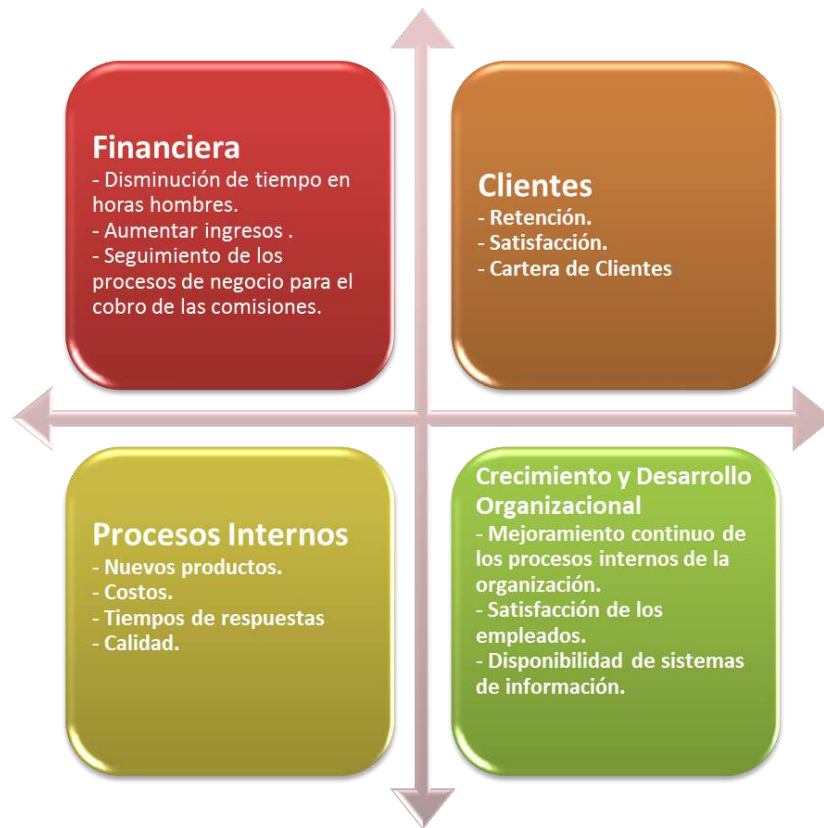 Financiera
- Disminución de tiempo en
horas hombres.
- Aumentar ingresos .
- Seguimiento de los
procesos de negocio para el
cobro de las comisiones.
Clientes
- Retención.
- Satisfacción.
- Cartera de Clientes
Procesos Internos
- Nuevos productos.
- Costos.
- Tiempos de respuestas
- Calidad.
Crecimiento y Desarrollo
Organizacional
- Mejoramiento continuo de
los procesos internos de la
organización.
- Satisfacción de los
empleados.
- Disponibilidad de sistemas
de información.